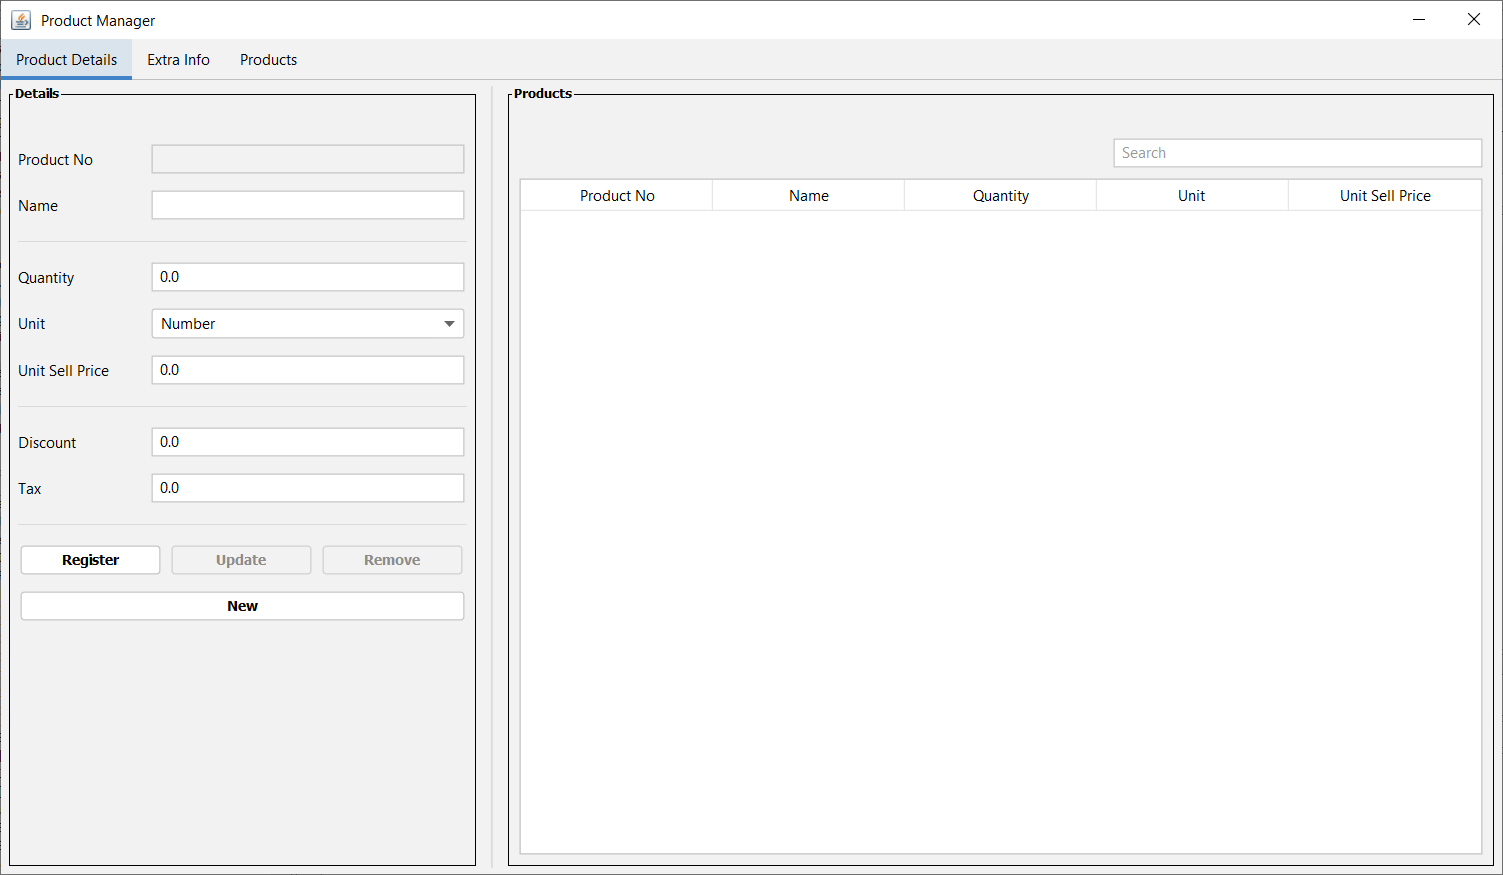 Product Manager
Product Details Extra Info Products
Details
Product No
Name
Quantity 0.0
Unit Number
Unit Sell Price 0.0
Discount 0.0
Tax 0.0
Register Update Remove
New
Products
Search
Product No Name Quantity Unit Unit Sell Price